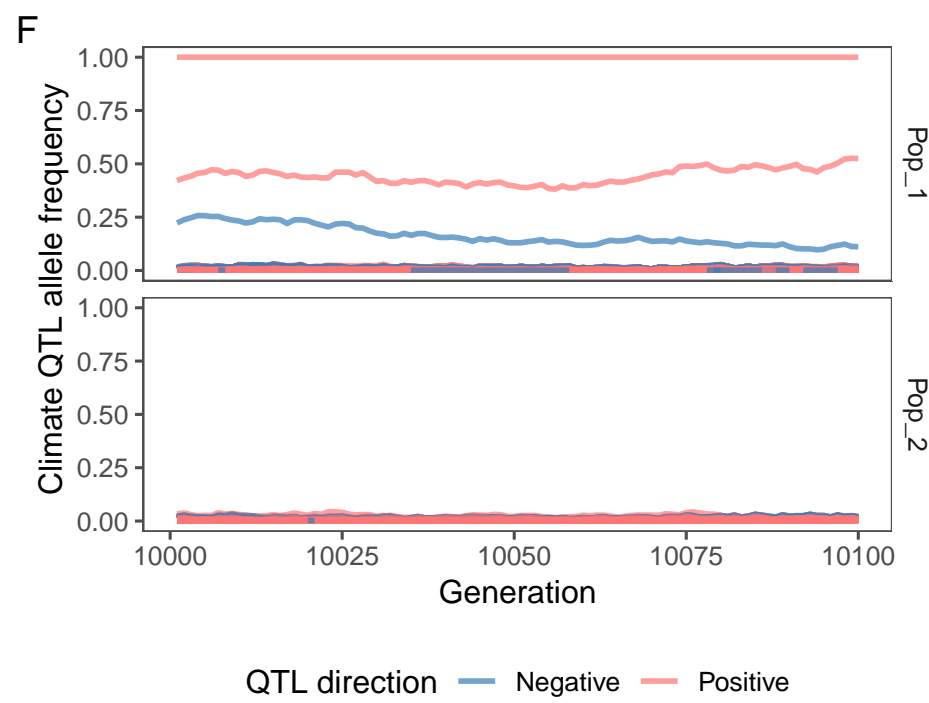 F
Climate QTL allele frequency
1.00
0.75
0.50
0.25
0.00
Pop_1
1.00
0.75
0.50
0.25
0.00
Pop_2
10000 10025 10050 10075 10100
Generation
QTL direction Negative Positive